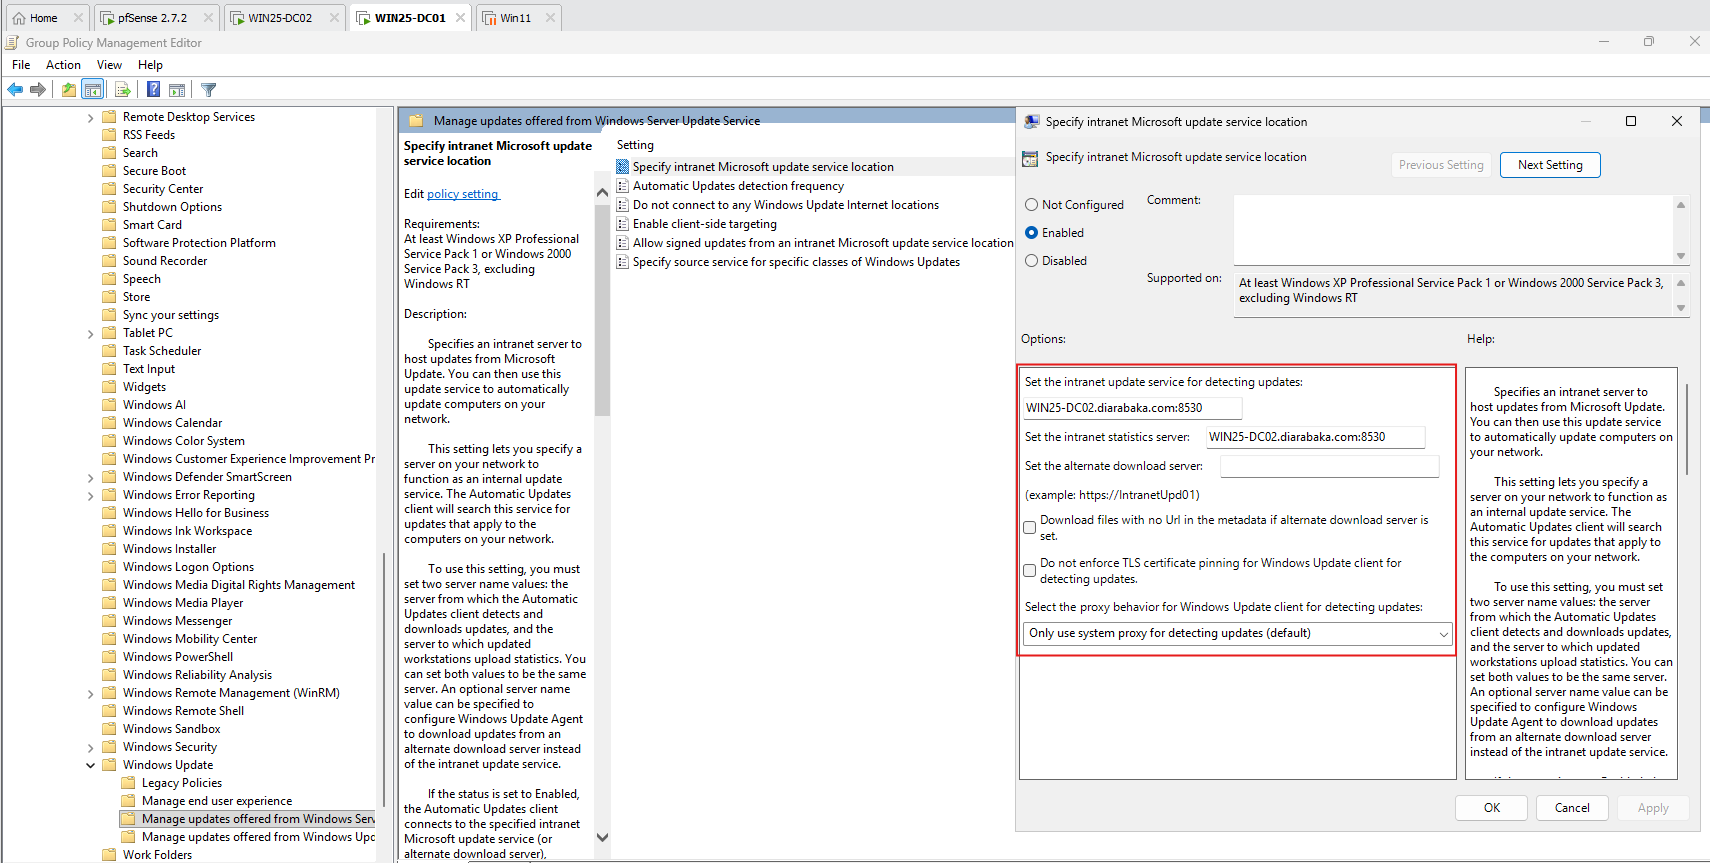 Home
pfSense 2.7.2
WIN25-DC02
WIN25-DC01
Win11
Group Policy Management Editor
File Action View Help
Remote Desktop Services
RSS Feeds
Search
Secure Boot
Security Center
Shutdown Options
Smart Card
Software Protection Platform
Sound Recorder
Speech
Store
Sync your settings
Tablet PC
Task Scheduler
Text Input
Widgets
Windows AI
Windows Calendar
Windows Color System
Windows Customer Experience Improvement Pr
Windows Defender SmartScreen
Windows Error Reporting
Windows Hello for Business
Windows Ink Workspace
Windows Installer
Windows Logon Options
Windows Media Digital Rights Management
Windows Media Player
Windows Messenger
Windows Mobility Center
Windows PowerShell
Windows Reliability Analysis
Windows Remote Management (WinRM)
Windows Remote Shell
Windows Sandbox
Windows Security
Windows Update
Legacy Policies
Manage end user experience
Manage updates offered from Windows Serv
Manage updates offered from Windows Upd
Work Folders
Manage updates offered from Windows Server Update Service
Specify intranet Microsoft update
service location
Edit policy setting
Requirements:
At least Windows XP Professional
Service Pack 1 or Windows 2000
Service Pack 3, excluding
Windows RT
Description:
Specifies an intranet server to
host updates from Microsoft
Update. You can then use this
update service to automatically
update computers on your
network.
This setting lets you specify a
server on your network to
function as an internal update
service. The Automatic Updates
client will search this service for
updates that apply to the
computers on your network.
To use this setting, you must
set two server name values: the
server from which the Automatic
Updates client detects and
downloads updates, and the
server to which updated
workstations upload statistics. You
can set both values to be the same
server. An optional server name
value can be specified to
configure Windows Update Agent
to download updates from an
alternate download server instead
of the intranet update service.
If the status is set to Enabled,
the Automatic Updates client
connects to the specified intranet
Microsoft update service (or
alternate download server),
Setting
Specify intranet Microsoft update service location
Automatic Updates detection frequency
Do not connect to any Windows Update Internet locations
Enable client-side targeting
Allow signed updates from an intranet Microsoft update service location
Specify source service for specific classes of Windows Updates
Specify intranet Microsoft update service location
Specify intranet Microsoft update service location
Previous Setting
Next Setting
Not Configured
Enabled
Disabled
Comment:
Supported on:
At least Windows XP Professional Service Pack 1 or Windows 2000 Service Pack 3,
excluding Windows RT
Options:
Help:
Set the intranet update service for detecting updates:
WIN25-DC02.diarabaka.com:8530
Set the intranet statistics server:
WIN25-DC02.diarabaka.com:8530
Set the alternate download server:
(example: https://IntranetUpd01)
Download files with no Url in the metadata if alternate download server is
set.
Do not enforce TLS certificate pinning for Windows Update client for
detecting updates.
Select the proxy behavior for Windows Update client for detecting updates:
Only use system proxy for detecting updates (default)
Specifies an intranet server to
host updates from Microsoft Update.
You can then use this update service
to automatically update computers
on your network.
This setting lets you specify a
server on your network to function as
an internal update service. The
Automatic Updates client will search
this service for updates that apply to
the computers on your network.
To use this setting, you must set
two server name values: the server
from which the Automatic Updates
client detects and downloads updates,
and the server to which updated
workstations upload statistics. You can
set both values to be the same server.
An optional server name value can be
specified to configure Windows
Update Agent to download updates
from an alternate download server
instead of the intranet update service.
OK
Cancel
Apply